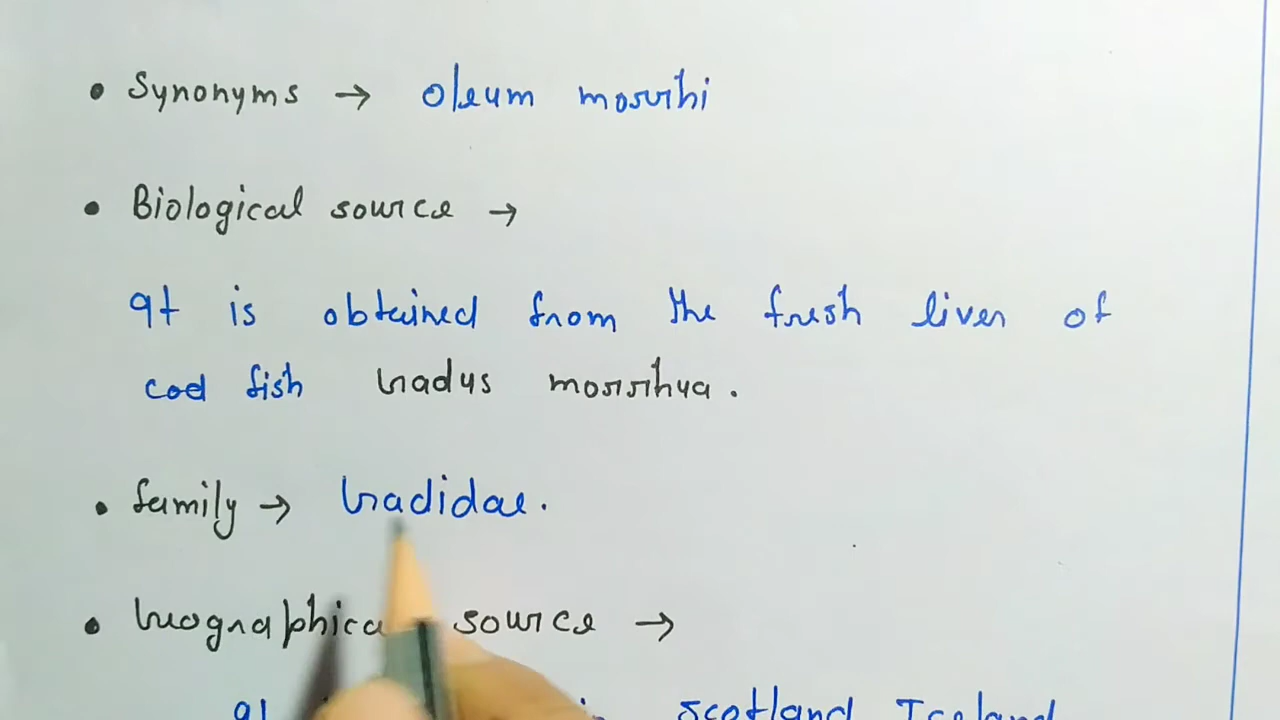 • Synonyms → Oleum morrhi
• Biological source →
It is obtained from the fresh liver of
cod fish Gadus morrhua.
• Family → Gadidae.
• Geographical source →
Scotland Iceland